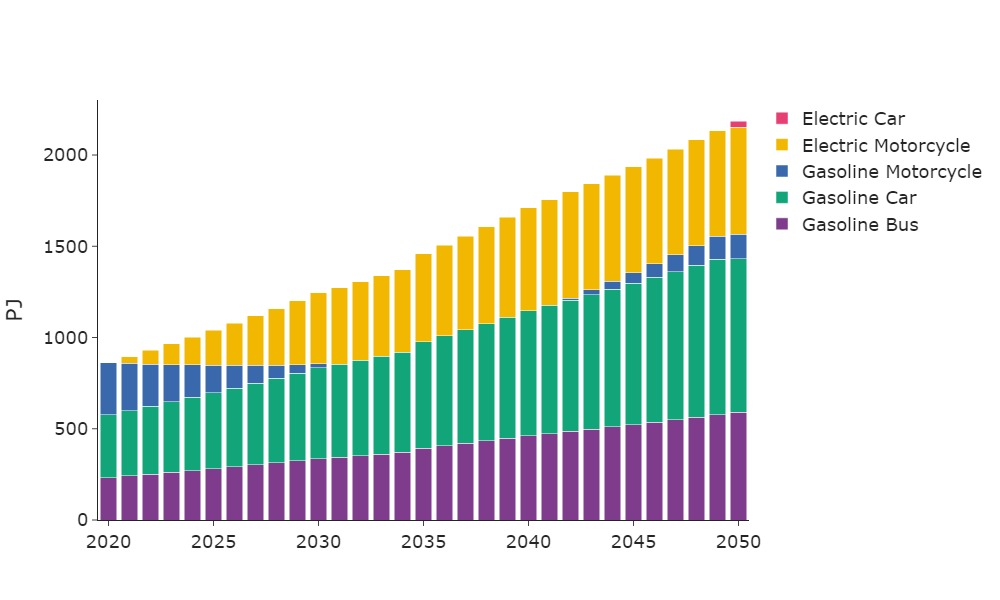 PJ
2000
1500
1000
500
0
2020 2025 2030 2035 2040 2045 2050
Electric Car
Electric Motorcycle
Gasoline Motorcycle
Gasoline Car
Gasoline Bus